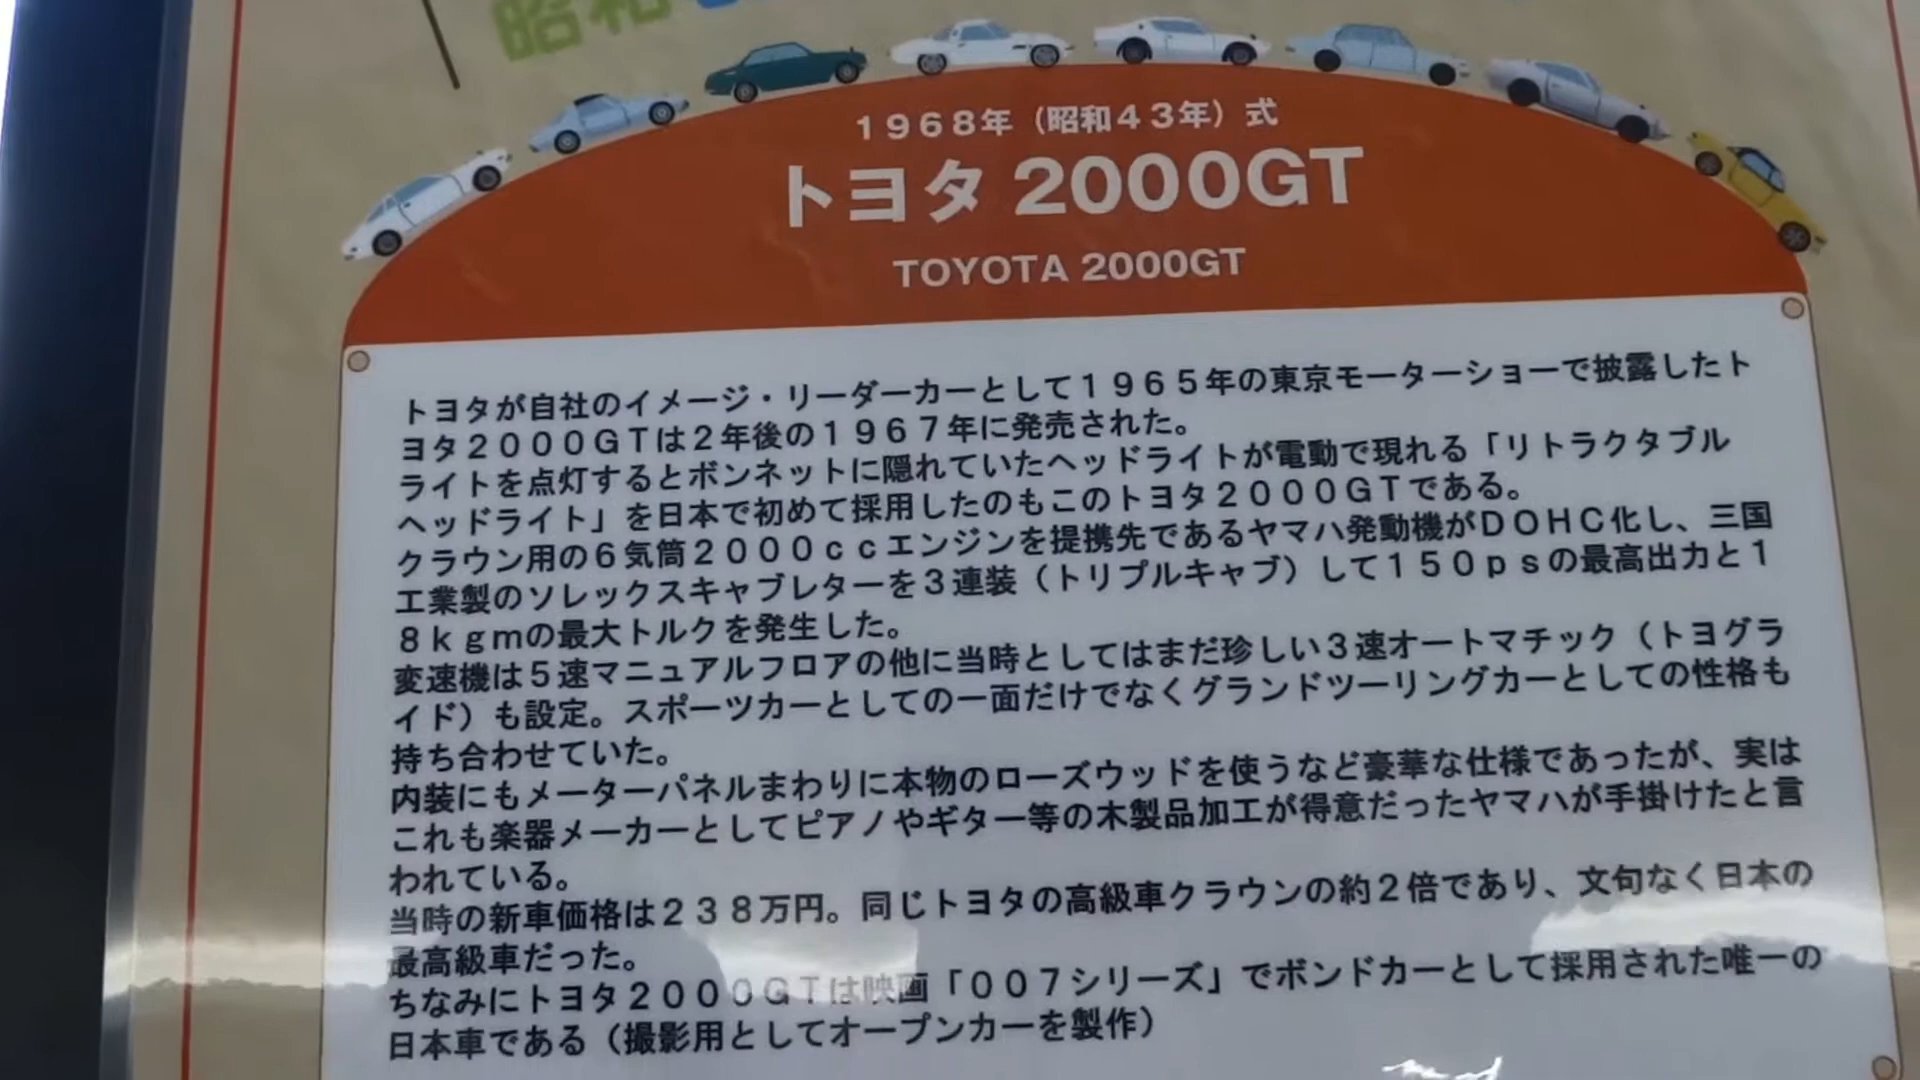 昭和
1968年（昭和43年）式
トヨタ 2000GT
TOYOTA 2000GT
トヨタが自社のイメージ・リーダーカーとして1965年の東京モーターショーで披露したト
ヨタ2000GTは2年後の1967年に発売された。
ライトを点灯するとボンネットに隠れていたヘッドライトが電動で現れる「リトラクタブル
ヘッドライト」を日本で初めて採用したのもこのトヨタ2000GTである。
クラウン用の6気筒2000ccエンジンを提携先であるヤマハ発動機がDOHC化し、三国
工業製のソレックスキャブレターを3連装（トリプルキャブ）して150psの最高出力と1
8kgmの最大トルクを発生した。
変速機は5速マニュアルフロアの他に当時としてはまだ珍しい3速オートマチック（トヨグラ
イド）も設定。スポーツカーとしての一面だけでなくグランドツーリングカーとしての性格も
持ち合わせていた。
内装にもメーターパネルまわりに本物のローズウッドを使うなど豪華な仕様であったが、実は
これも楽器メーカーとしてピアノやギター等の木製品加工が得意だったヤマハが手掛けたと言
われている。
当時の新車価格は238万円。同じトヨタの高級車クラウンの約2倍であり、文句なく日本の
最高級車だった。
ちなみにトヨタ2000GTは映画「007シリーズ」でボンドカーとして採用された唯一の
日本車である（撮影用としてオープンカーを製作）